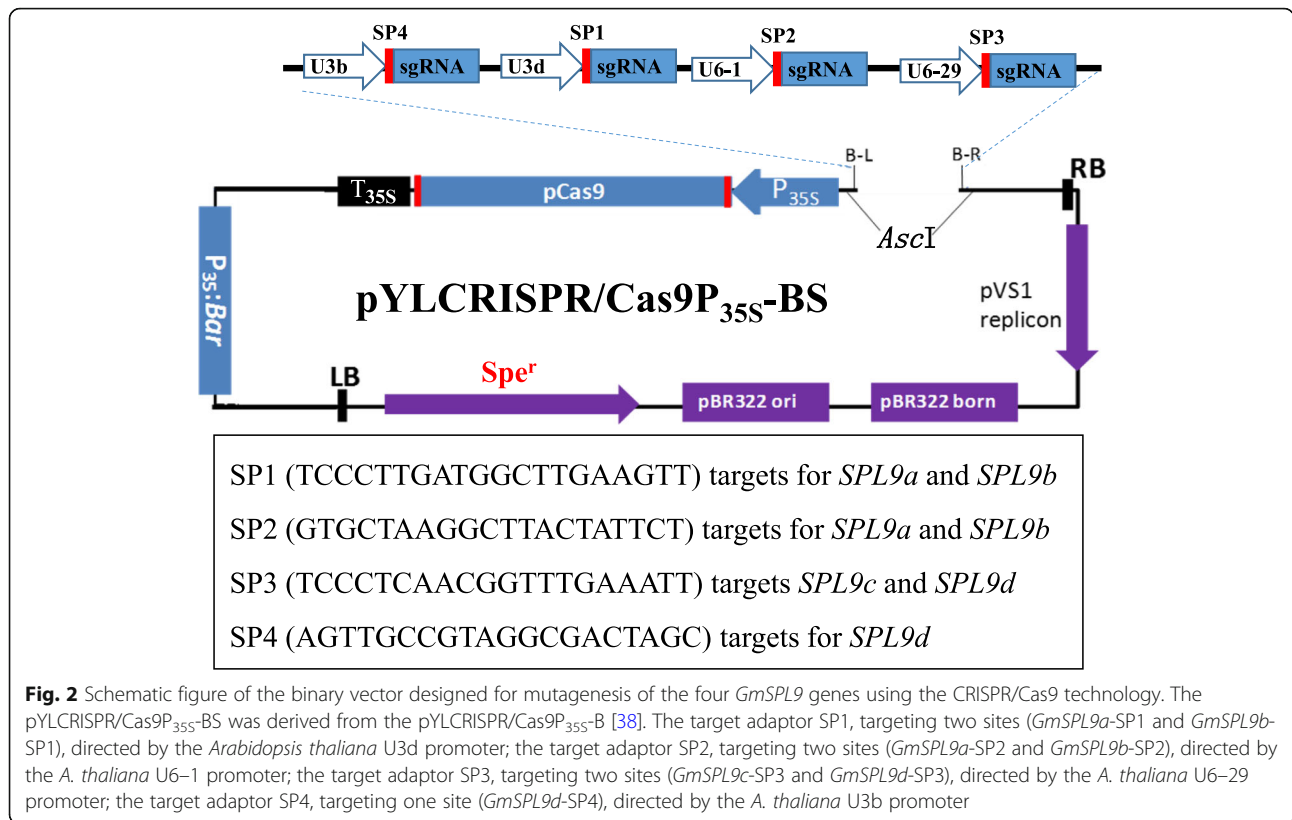 SP4 SP1 SP2 SP3
U3b sgRNA U3d sgRNA U6-1 sgRNA U6-29 sgRNA
B-L B-R RB
T35S pCas9 P35S
AscI
P35:Bar
pYLCRISPR/Cas9P35S-BS
pVS1
replicon
LB Sper
pBR322 ori pBR322 born
SP1 (TCCCTTGATGGCTTGAAGTT) targets for SPL9a and SPL9b
SP2 (GTGCTAAGGCTTACTATTCT) targets for SPL9a and SPL9b
SP3 (TCCCTCAACGGTTTGAAATT) targets SPL9c and SPL9d
SP4 (AGTTGCCGTAGGCGACTAGC) targets for SPL9d
Fig. 2 Schematic figure of the binary vector designed for mutagenesis of the four GmSPL9 genes using the CRISPR/Cas9 technology. The
pYLCRISPR/Cas9P35S-BS was derived from the pYLCRISPR/Cas9P35S-B [38]. The target adaptor SP1, targeting two sites (GmSPL9a-SP1 and GmSPL9b-
SP1), directed by the Arabidopsis thaliana U3d promoter; the target adaptor SP2, targeting two sites (GmSPL9a-SP2 and GmSPL9b-SP2), directed by
the A. thaliana U6–1 promoter; the target adaptor SP3, targeting two sites (GmSPL9c-SP3 and GmSPL9d-SP3), directed by the A. thaliana U6–29
promoter; the target adaptor SP4, targeting one site (GmSPL9d-SP4), directed by the A. thaliana U3b promoter